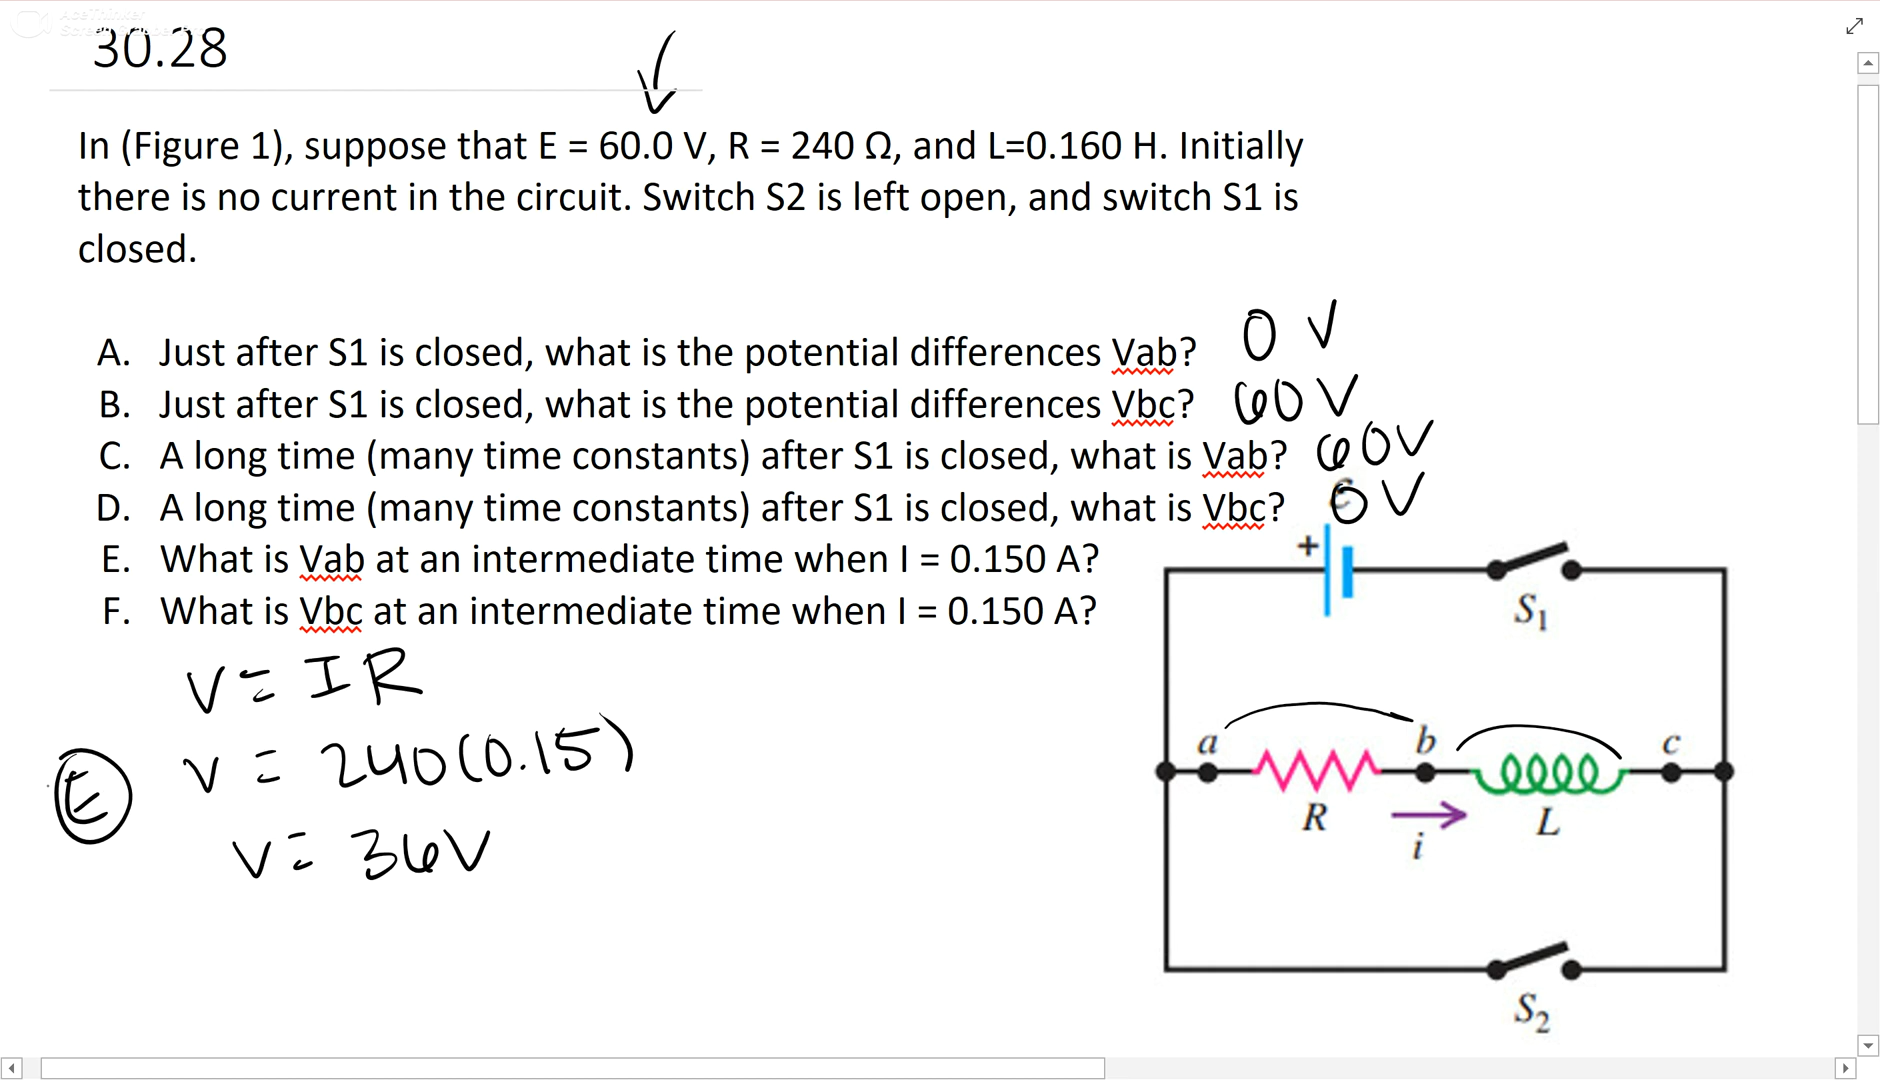 AceThinker
Screen Grabber Pro
30.28
In (Figure 1), suppose that E = 60.0 V, R = 240 Ω, and L=0.160 H. Initially
there is no current in the circuit. Switch S2 is left open, and switch S1 is
closed.
A. Just after S1 is closed, what is the potential differences Vab? 0 V
B. Just after S1 is closed, what is the potential differences Vbc? 60 V
C. A long time (many time constants) after S1 is closed, what is Vab? 60V
D. A long time (many time constants) after S1 is closed, what is Vbc? 0 V
E. What is Vab at an intermediate time when I = 0.150 A?
F. What is Vbc at an intermediate time when I = 0.150 A?
+
S₁
V = IR
E V = 240(0.15)
V = 36V
a b c
R i L
S₂